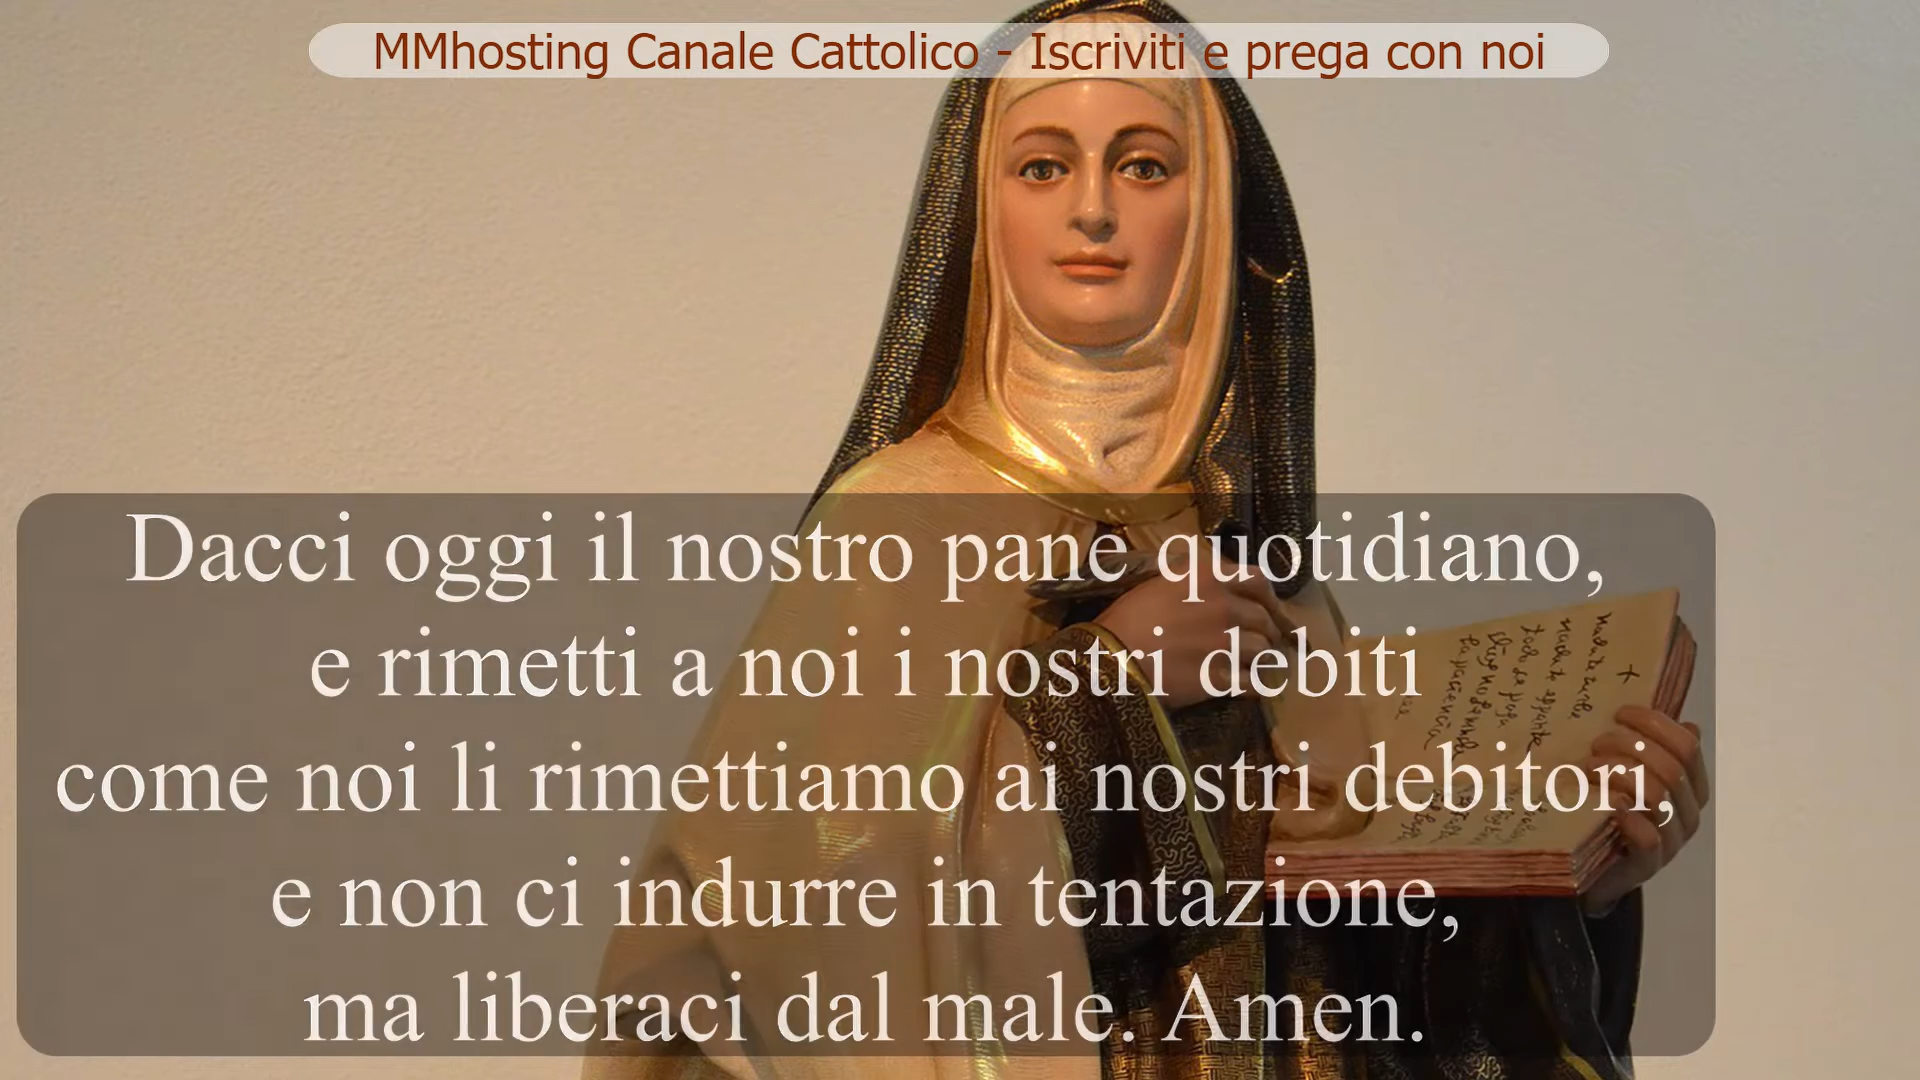 MMhosting Canale Cattolico - Iscriviti e prega con noi
Dacci oggi il nostro pane quotidiano,
e rimetti a noi i nostri debiti
come noi li rimettiamo ai nostri debitori,
e non ci indurre in tentazione,
ma liberaci dal male. Amen.